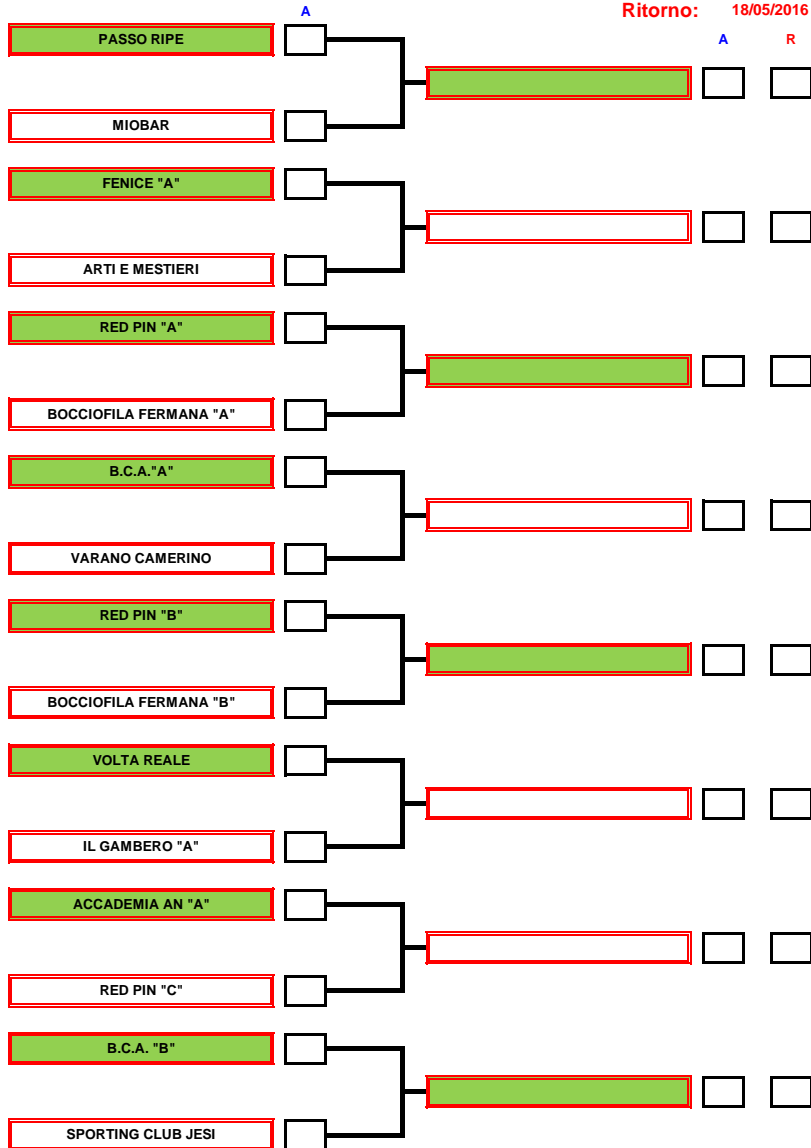 A
Ritorno: 18/05/2016
PASSO RIPE
A R
MIOBAR
FENICE "A"
ARTI E MESTIERI
RED PIN "A"
BOCCIOFILA FERMANA "A"
B.C.A."A"
VARANO CAMERINO
RED PIN "B"
BOCCIOFILA FERMANA "B"
VOLTA REALE
IL GAMBERO "A"
ACCADEMIA AN "A"
RED PIN "C"
B.C.A. "B"
SPORTING CLUB JESI